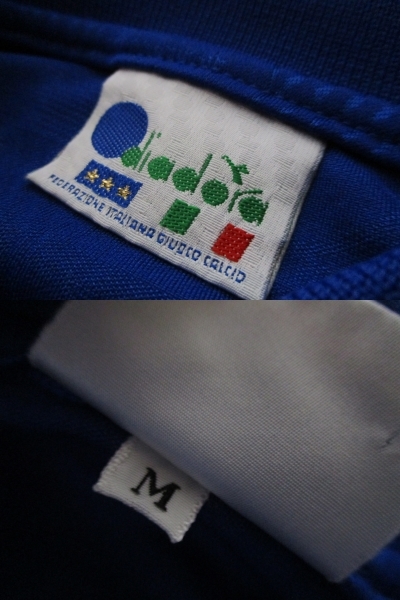 diadora
FEDERAZIONE ITALIANA GIUOCO CALCIO
M